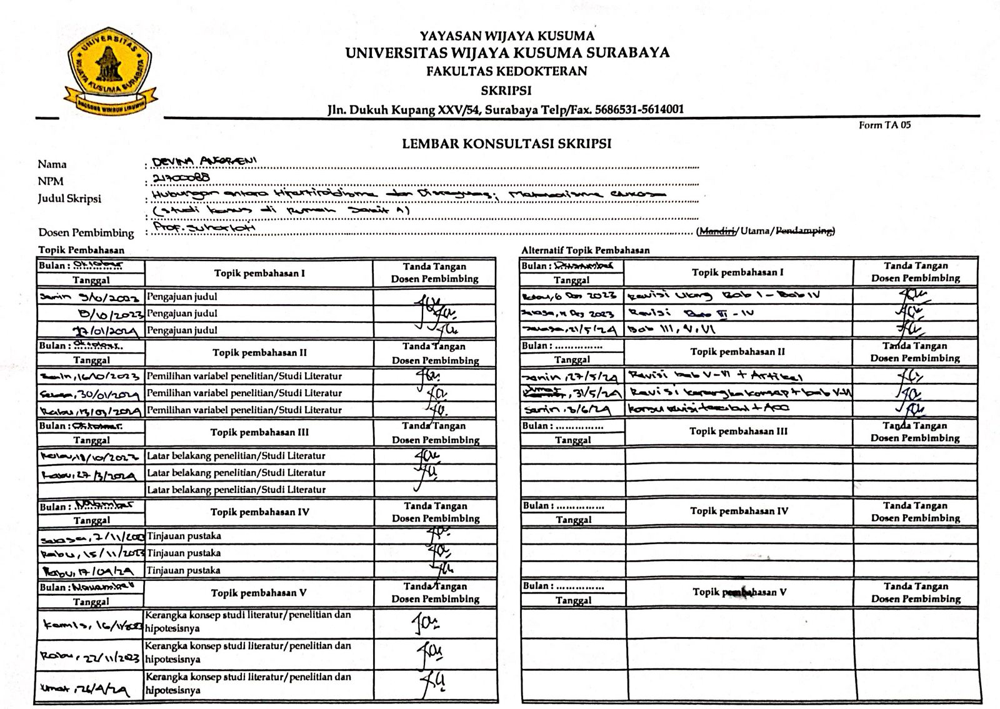 UNIVERSITAS
WIJAYA KUSUMA SURABAYA
YAYASAN WIJAYA KUSUMA
UNIVERSITAS WIJAYA KUSUMA SURABAYA
FAKULTAS KEDOKTERAN
SKRIPSI
Jln. Dukuh Kupang XXV/54, Surabaya Telp/Fax. 5686531-5614001
Form TA 05
LEMBAR KONSULTASI SKRIPSI
Nama : DEVINA ANGGRAENI
NPM : 21700088
Judul Skripsi : Hubungan antara Hipertiroidisme dan Disregulasi Metabolisme Glukosa
: (Studi kasus di Rumah Sakit A)
Dosen Pembimbing : Prof. Suhartati (Mandiri/Utama/Pendamping)
Topik Pembahasan
Bulan : Oktober Topik pembahasan I Tanda Tangan
Tanggal Dosen Pembimbing
Senin 9/10/2023 Pengajuan judul
/10/2023 Pengajuan judul
17/01/2024 Pengajuan judul
Bulan : Oktober Topik pembahasan II Tanda Tangan
Tanggal Dosen Pembimbing
Senin, 16/10/2023 Pemilihan variabel penelitian/Studi Literatur
Selasa, 30/01/2024 Pemilihan variabel penelitian/Studi Literatur
Rabu, 13/03/2024 Pemilihan variabel penelitian/Studi Literatur
Bulan : Oktober Topik pembahasan III Tanda Tangan
Tanggal Dosen Pembimbing
Rabu, 18/10/2023 Latar belakang penelitian/Studi Literatur
Rabu, 27/3/2024 Latar belakang penelitian/Studi Literatur
Latar belakang penelitian/Studi Literatur
Bulan : November Topik pembahasan IV Tanda Tangan
Tanggal Dosen Pembimbing
Selasa, 7/11/2023 Tinjauan pustaka
Rabu, 15/11/2023 Tinjauan pustaka
Rabu, 17/04/24 Tinjauan pustaka
Bulan : November Topik pembahasan V Tanda Tangan
Tanggal Dosen Pembimbing
Kamis, 16/11/2023 Kerangka konsep studi literatur/penelitian dan
hipotesisnya
Rabu, 22/11/2023 Kerangka konsep studi literatur/penelitian dan
hipotesisnya
Jumat, 26/4/24 Kerangka konsep studi literatur/penelitian dan
hipotesisnya
Alternatif Topik Pembahasan
Bulan : Desember Topik pembahasan I Tanda Tangan
Tanggal Dosen Pembimbing
Rabu, 6 Des 2023 Revisi Ulang Bab I - Bab IV
Selasa, Des 2023 Revisi Bab III - IV
Selasa, 21/5/24 Bab III, V, VI
Bulan : ............... Topik pembahasan II Tanda Tangan
Tanggal Dosen Pembimbing
Senin, 27/5/24 Revisi bab V-VI + Artikel
Jumat, 31/5/24 Revisi kerangka konsep + bab V-VI
Senin, 3/6/24 Konsul revisi + ACC
Bulan : ............... Topik pembahasan III Tanda Tangan
Tanggal Dosen Pembimbing
Bulan : ............... Topik pembahasan IV Tanda Tangan
Tanggal Dosen Pembimbing
Bulan : ............... Topik pembahasan V Tanda Tangan
Tanggal Dosen Pembimbing